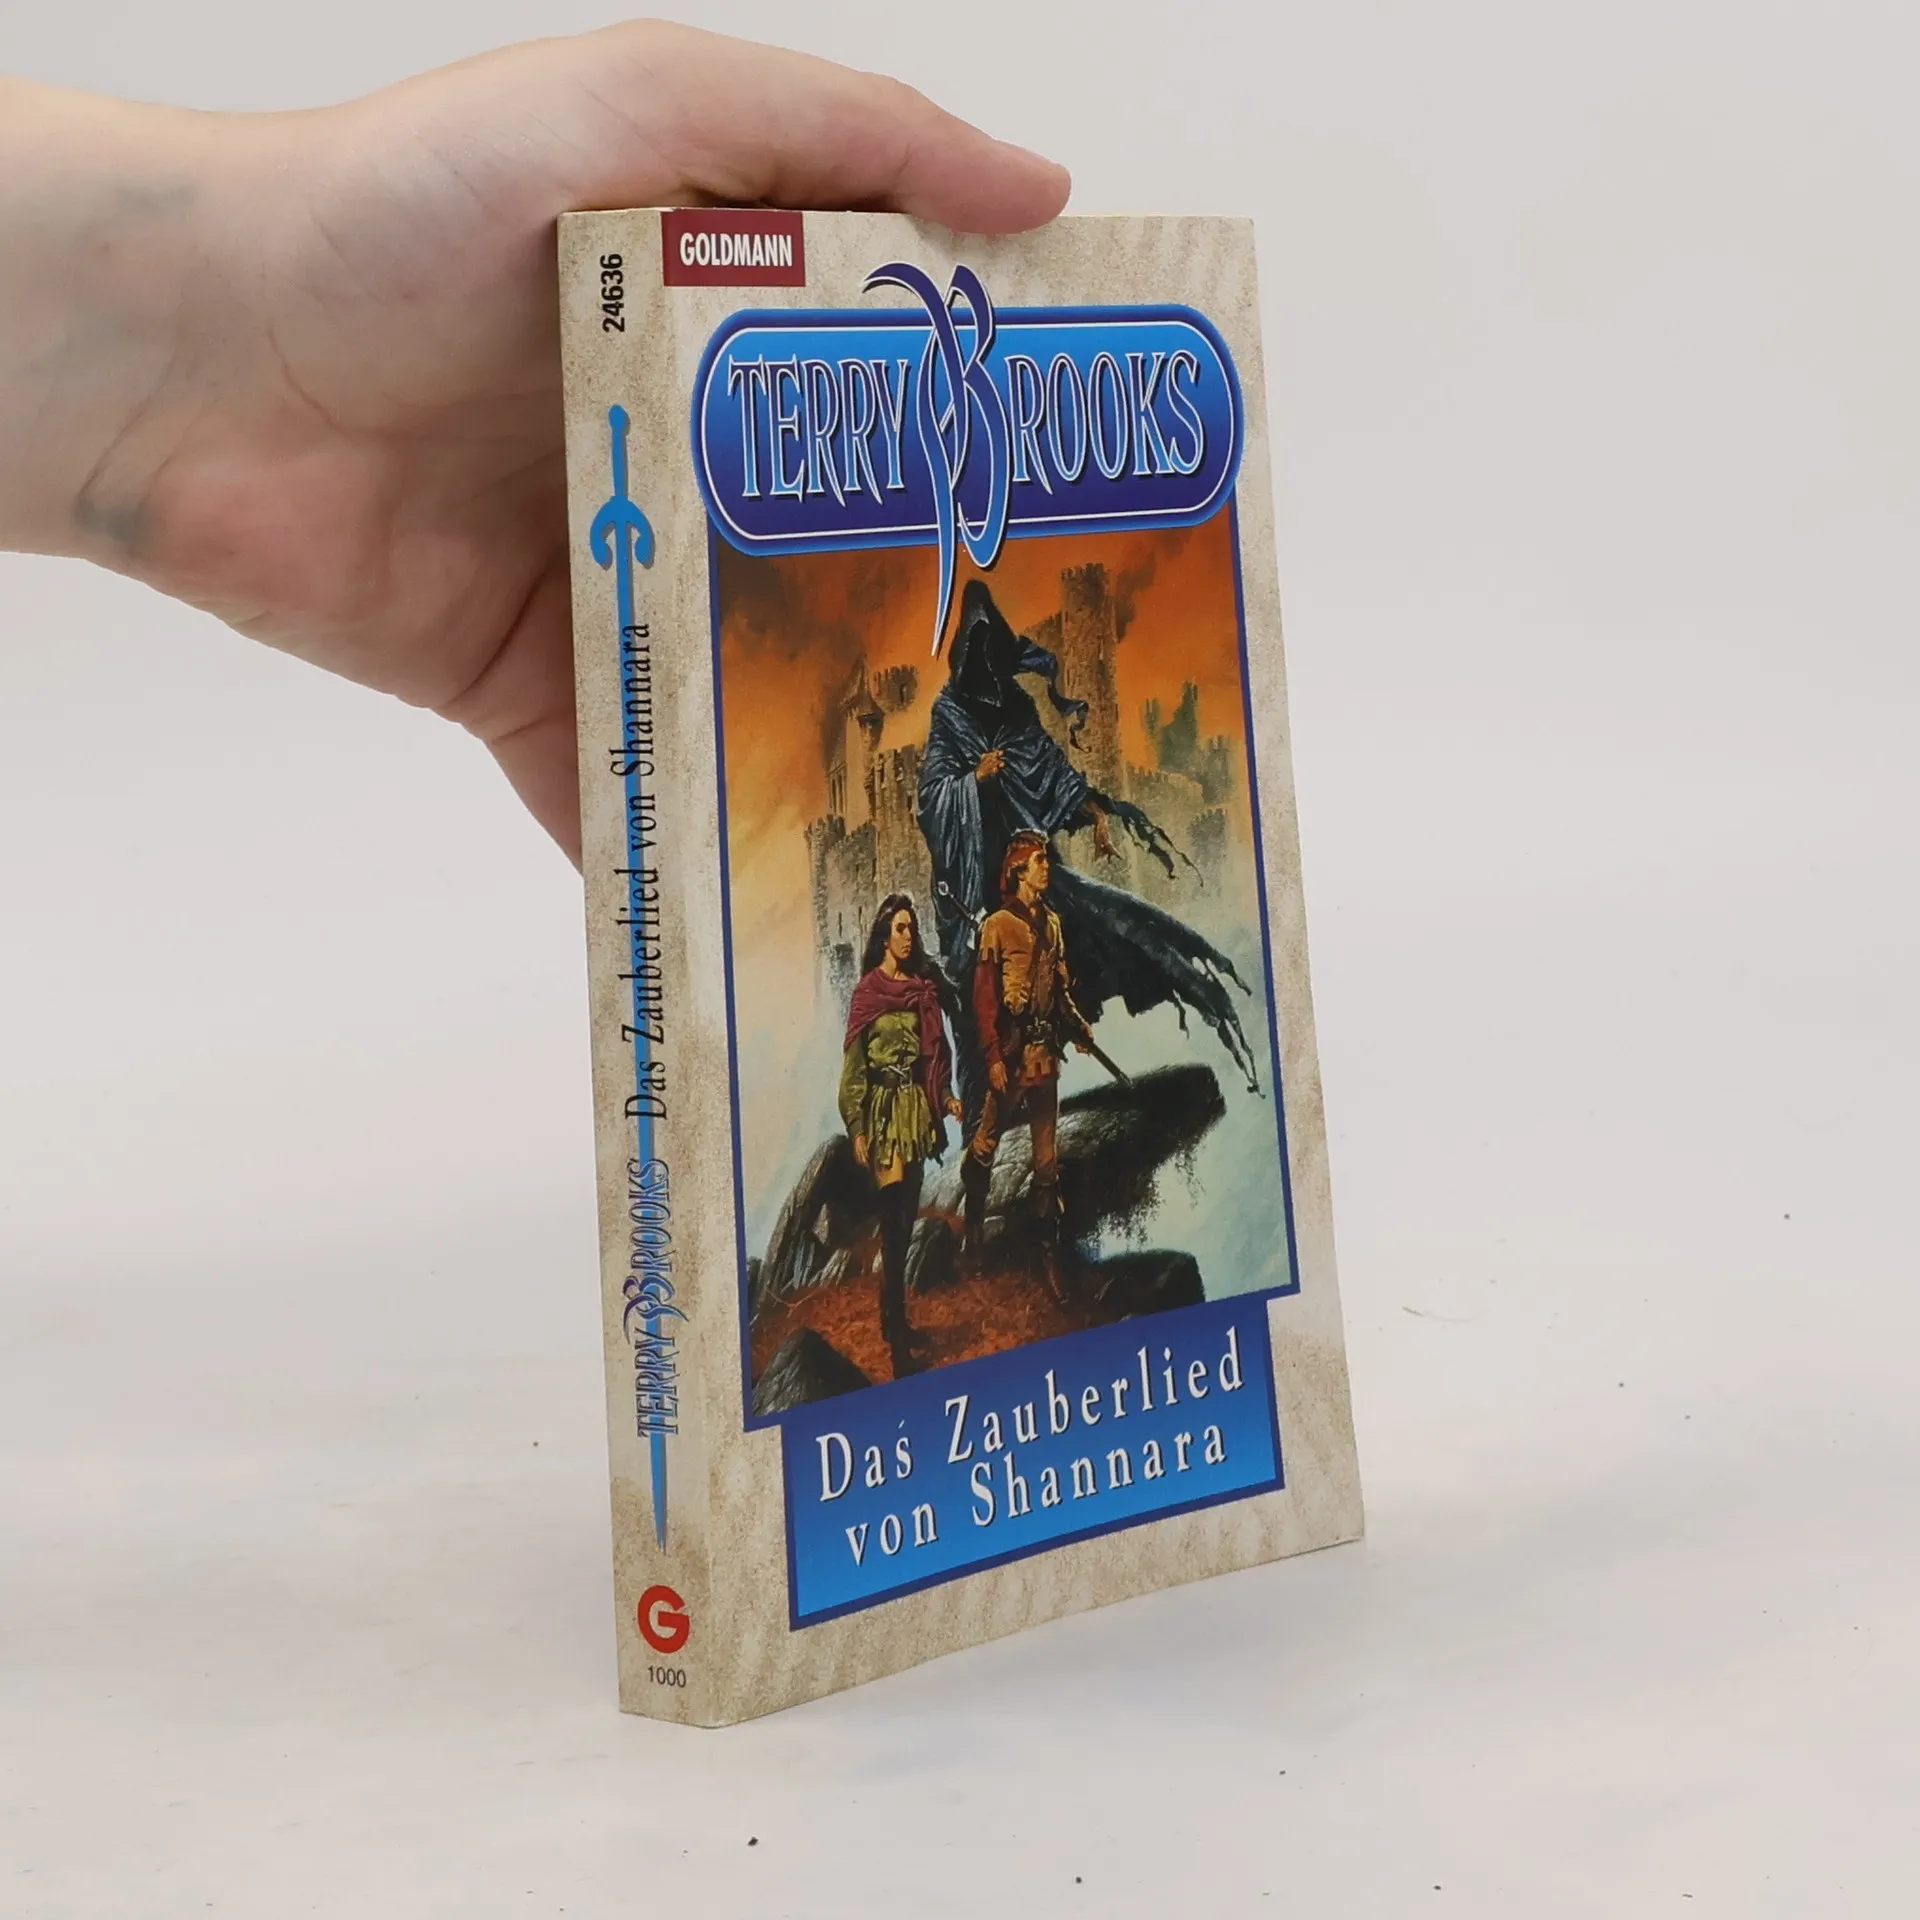 24636
GOLDMANN
TERRY BROOKS
Das Zauberlied
von Shannara
TERRY BROOKS Das Zauberlied von Shannara
G
1000